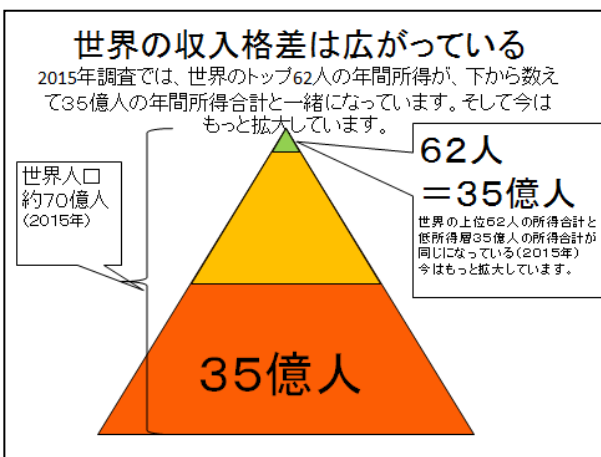 世界の収入格差は広がっている
2015年調査では、世界のトップ62人の年間所得が、下から数え
て35億人の年間所得合計と一緒になっています。そして今は
もっと拡大しています。
世界人口
約70億人
(2015年)
62人
＝35億人
世界の上位62人の所得合計と
低所得層35億人の所得合計が
同じになっている(2015年)
今はもっと拡大しています。
35億人